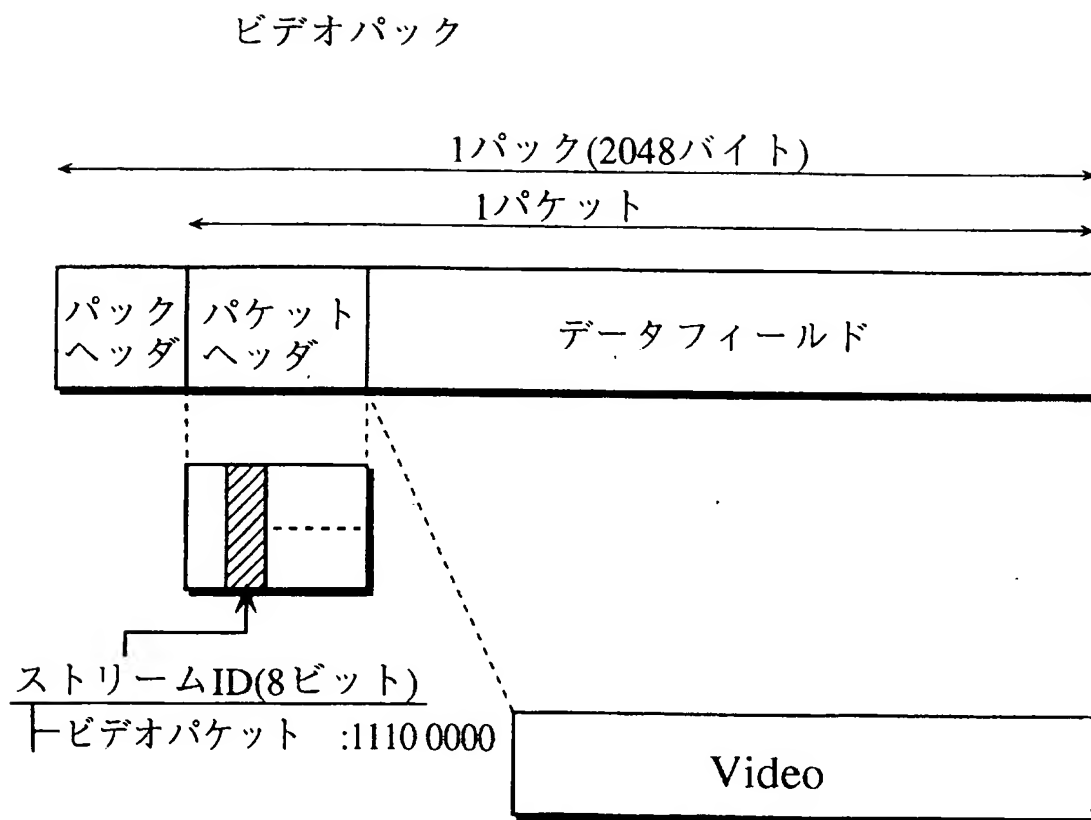 ビデオパック
1パック(2048バイト)
1パケット
パック
ヘッダ
パケット
ヘッダ
データフィールド
ストリームID(8ビット)
ビデオパケット :1110 0000
Video